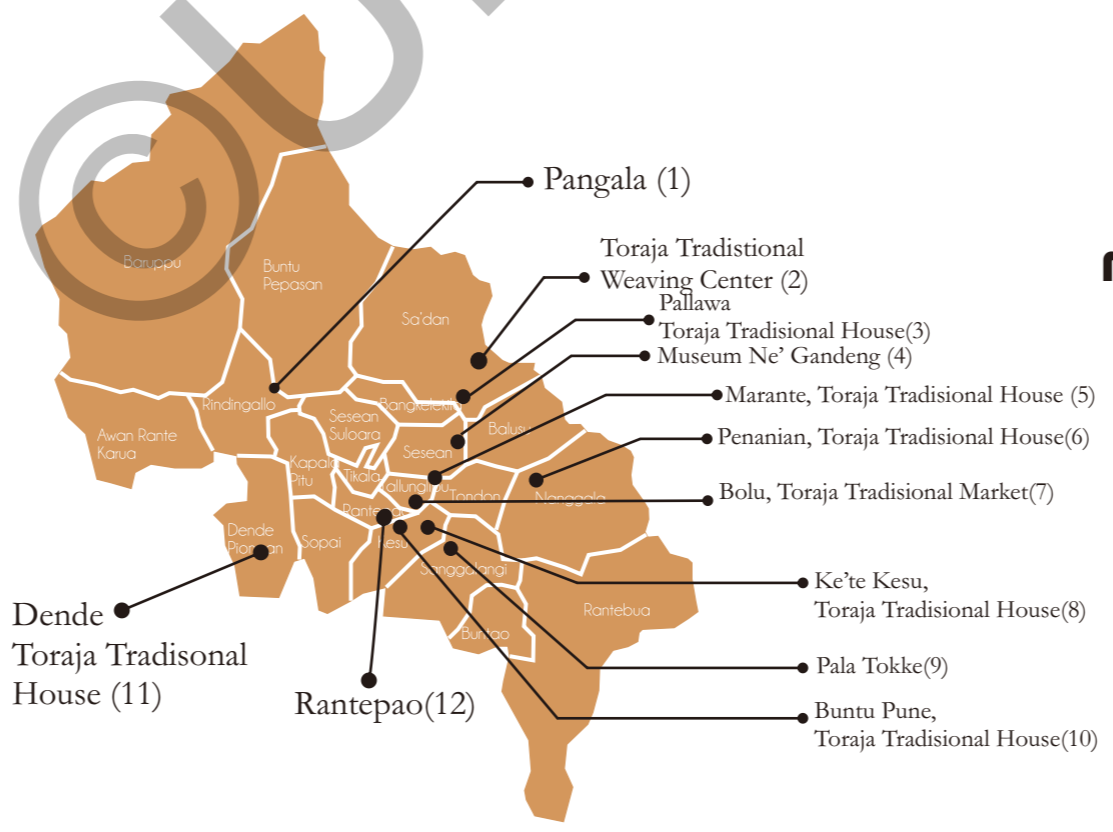 Pangala (1)
Toraja Tradistional
Weaving Center (2)
Pallawa
Toraja Tradisional House(3)
Museum Ne' Gandeng (4)
Marante, Toraja Tradisional House (5)
Penanian, Toraja Tradisional House(6)
Bolu, Toraja Tradisional Market(7)
Ke'te Kesu,
Toraja Tradisional House(8)
Pala Tokke(9)
Buntu Pune,
Toraja Tradisional House(10)
Dende
Toraja Tradisonal
House (11)
Rantepao(12)
Baruppu
Buntu
Pepasan
Sa'dan
Rindingallo
Bangkelekila
Sesean
Suloara
Balusu
Awan Rante
Karua
Sesean
Kapala
Pitu
Tikala
Tondon
Nanggala
Dende
Sopai
Kesu
Sanggalangi
Rantebua
Buntao
©